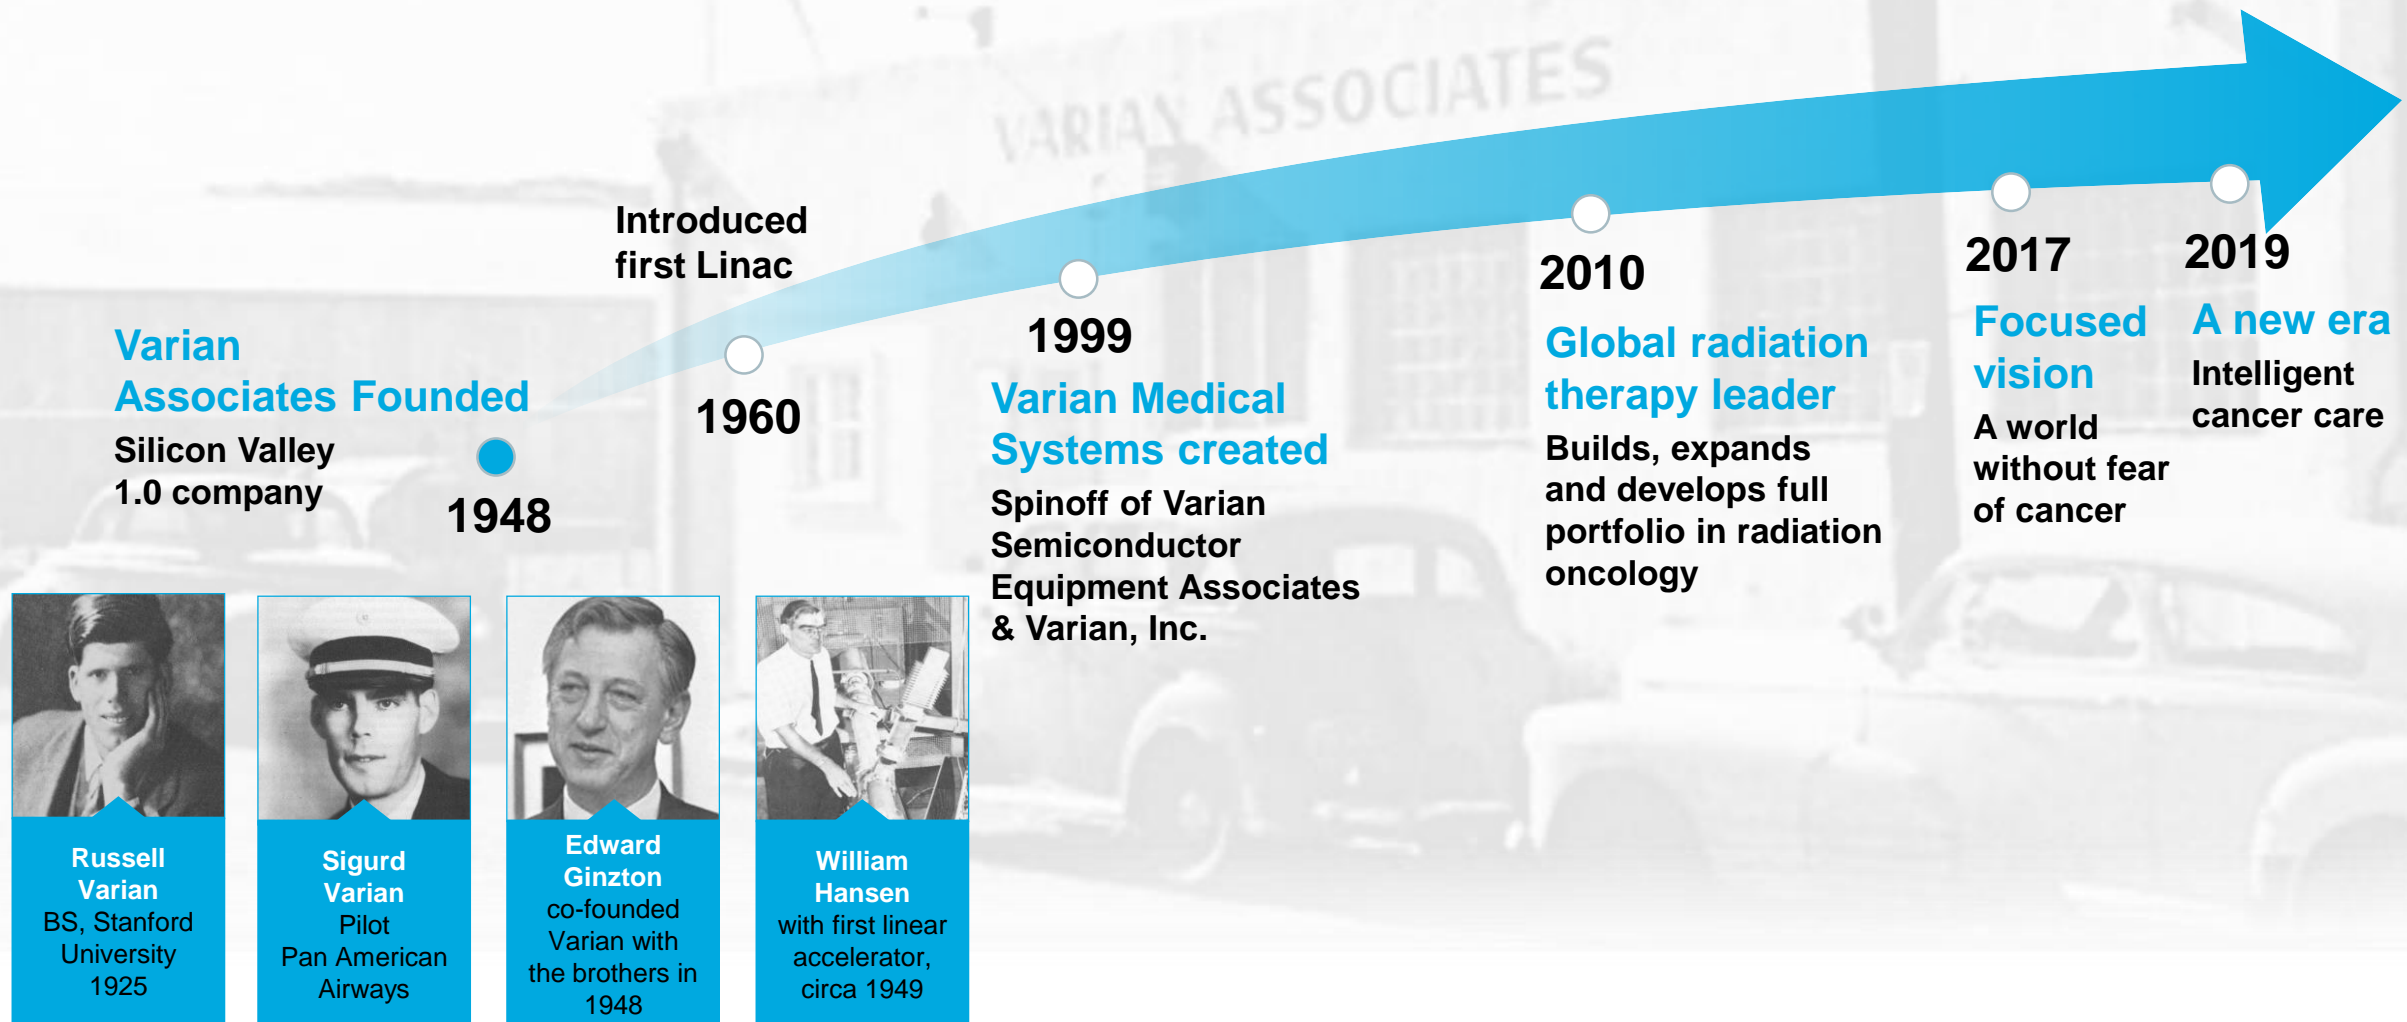 VARIAN ASSOCIATES
Introduced
first Linac
Varian
Associates Founded
Silicon Valley
1.0 company
1948
1960
1999
Varian Medical
Systems created
Spinoff of Varian
Semiconductor
Equipment Associates
& Varian, Inc.
2010
Global radiation
therapy leader
Builds, expands
and develops full
portfolio in radiation
oncology
2017
Focused
vision
A world
without fear
of cancer
2019
A new era
Intelligent
cancer care
Russell
Varian
BS, Stanford
University
1925
Sigurd
Varian
Pilot
Pan American
Airways
Edward
Ginzton
co-founded
Varian with
the brothers in
1948
William
Hansen
with first linear
accelerator,
circa 1949